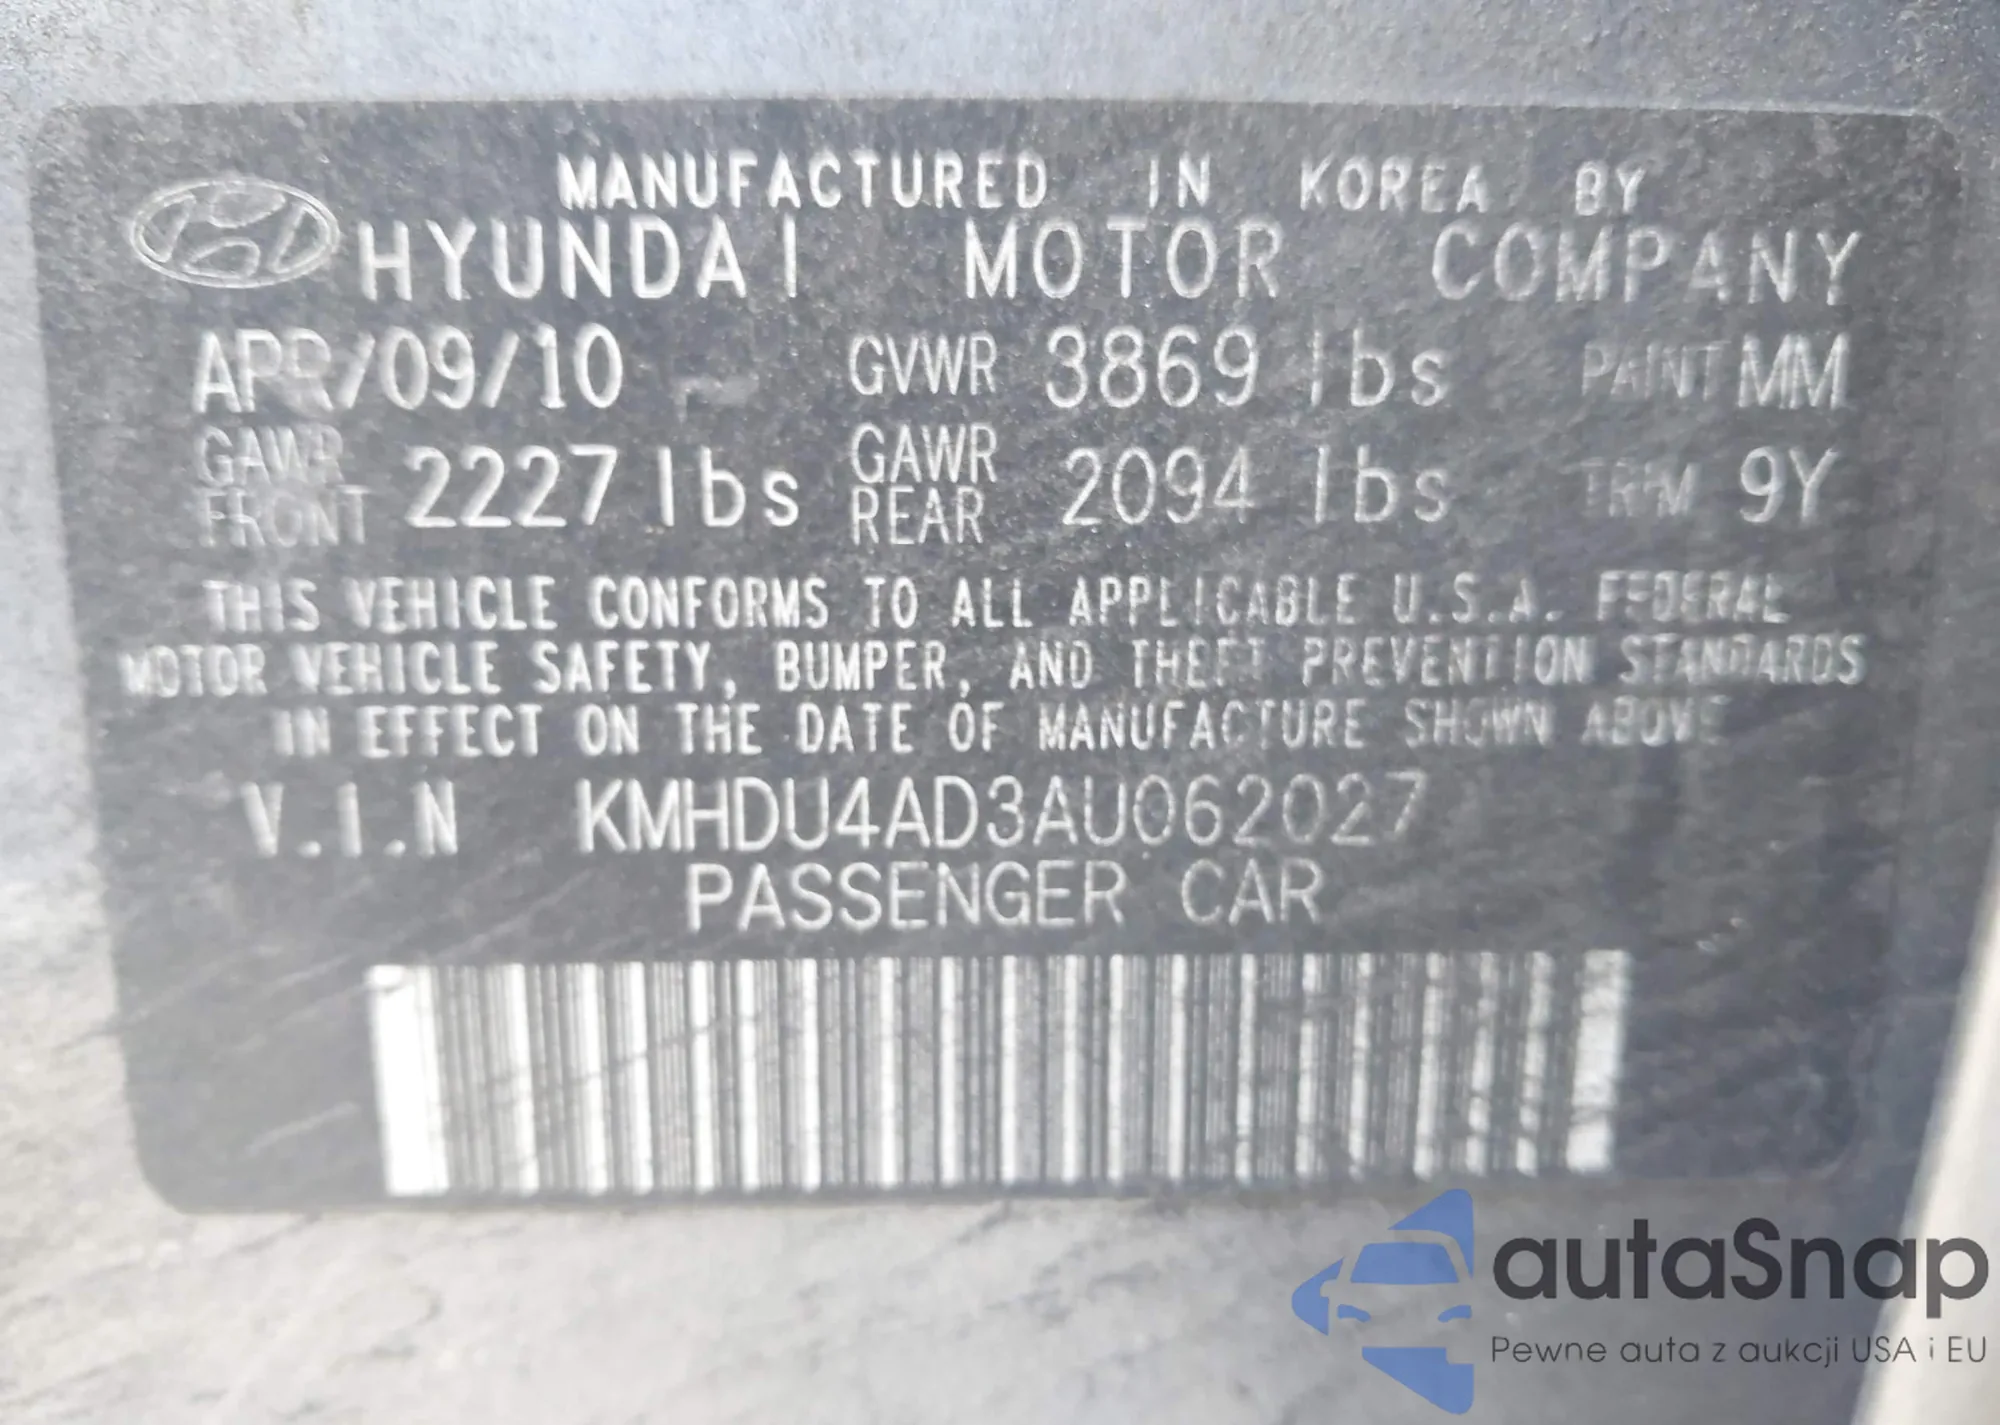 MANUFACTURED IN KOREA BY
HYUNDAI MOTOR COMPANY
APR/09/10 GVWR 3869 lbs PAINT MM
GAWR FRONT 2227 lbs GAWR REAR 2094 lbs TRIM 9Y
THIS VEHICLE CONFORMS TO ALL APPLICABLE U.S.A. FEDERAL
MOTOR VEHICLE SAFETY, BUMPER, AND THEFT PREVENTION STANDARDS
IN EFFECT ON THE DATE OF MANUFACTURE SHOWN ABOVE
V.I.N KMHDU4AD3AU062027
PASSENGER CAR
autaSnap
Pewne auta z aukcji USA i EU